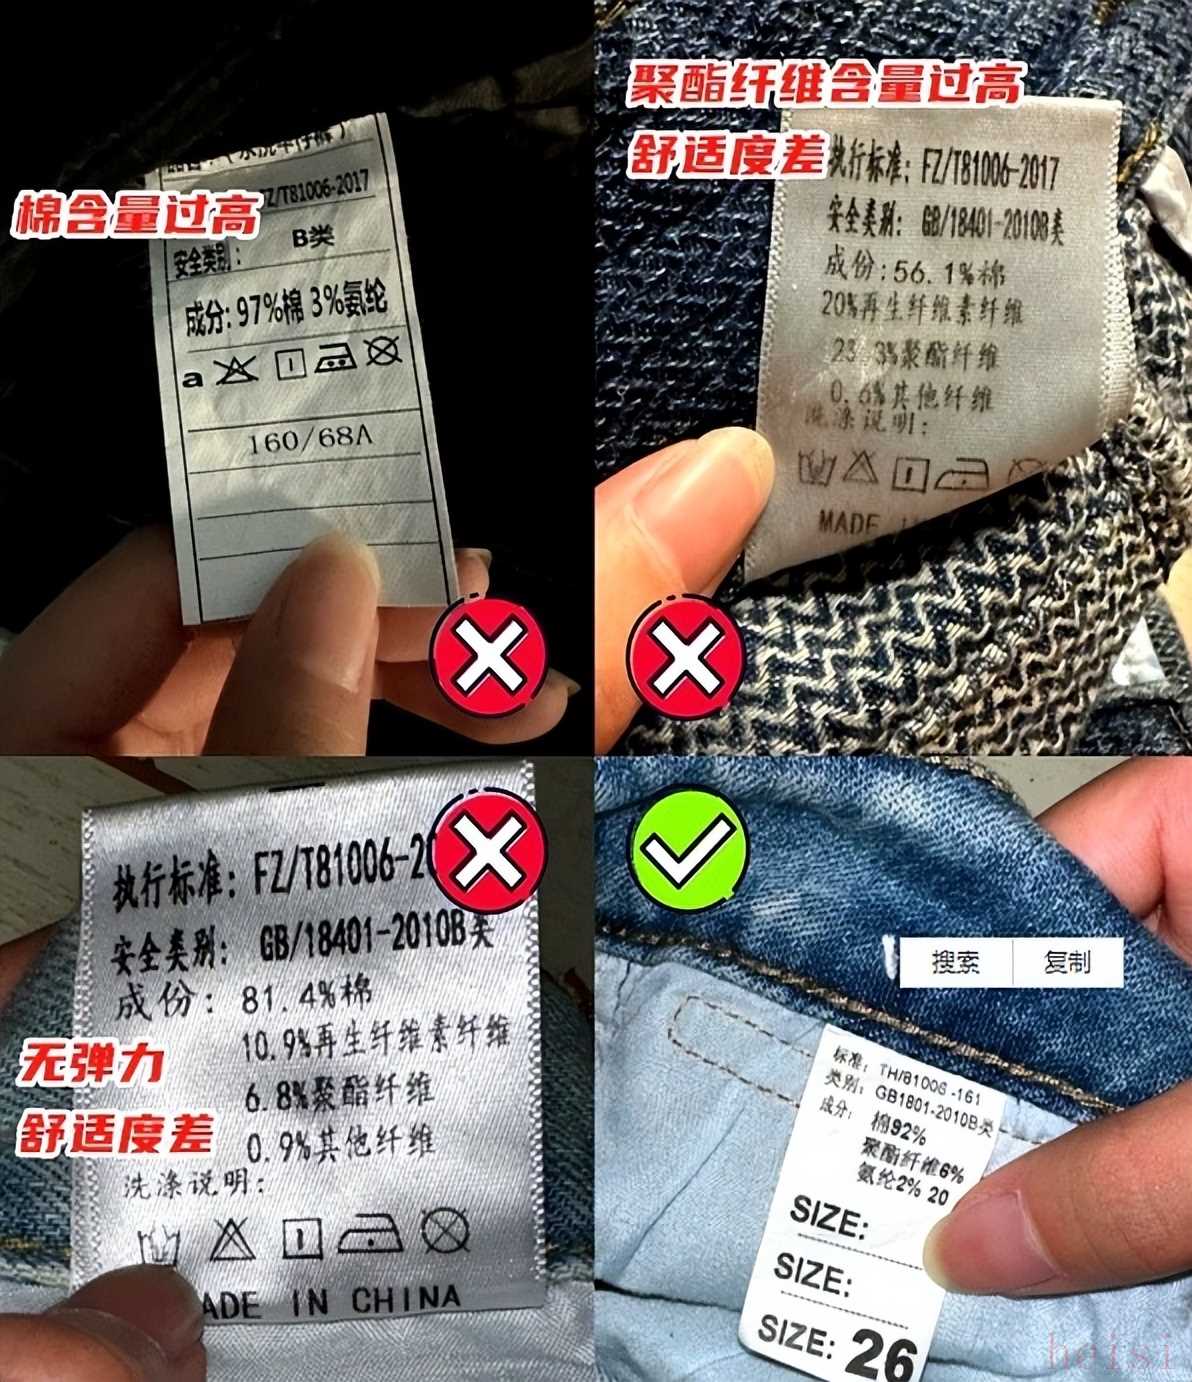 棉含量过高
FZ/T81006-2017
安全类别：
B类
成分: 97%棉 3%氨纶
a
160/68A
聚酯纤维含量过高
舒适度差
执行标准: FZ/T81006-2017
安全类别: GB/18401-2010B类
成份:56.1%棉
20%再生纤维素纤维
23.3%聚酯纤维
0.6%其他纤维
洗涤说明:
MADE
执行标准: FZ/T81006-2
安全类别: GB/18401-2010B类
成份: 81.4%棉
10.9%再生纤维素纤维
6.8%聚酯纤维
0.9%其他纤维
洗涤说明:
ADE IN CHINA
无弹力
舒适度差
搜索 复制
标准: TH/81006 -161
类别: GB1801-2010B类
成分: 棉92%
聚酯纤维6%
氨纶2% 20
SIZE:
SIZE:
SIZE: 26
heisi